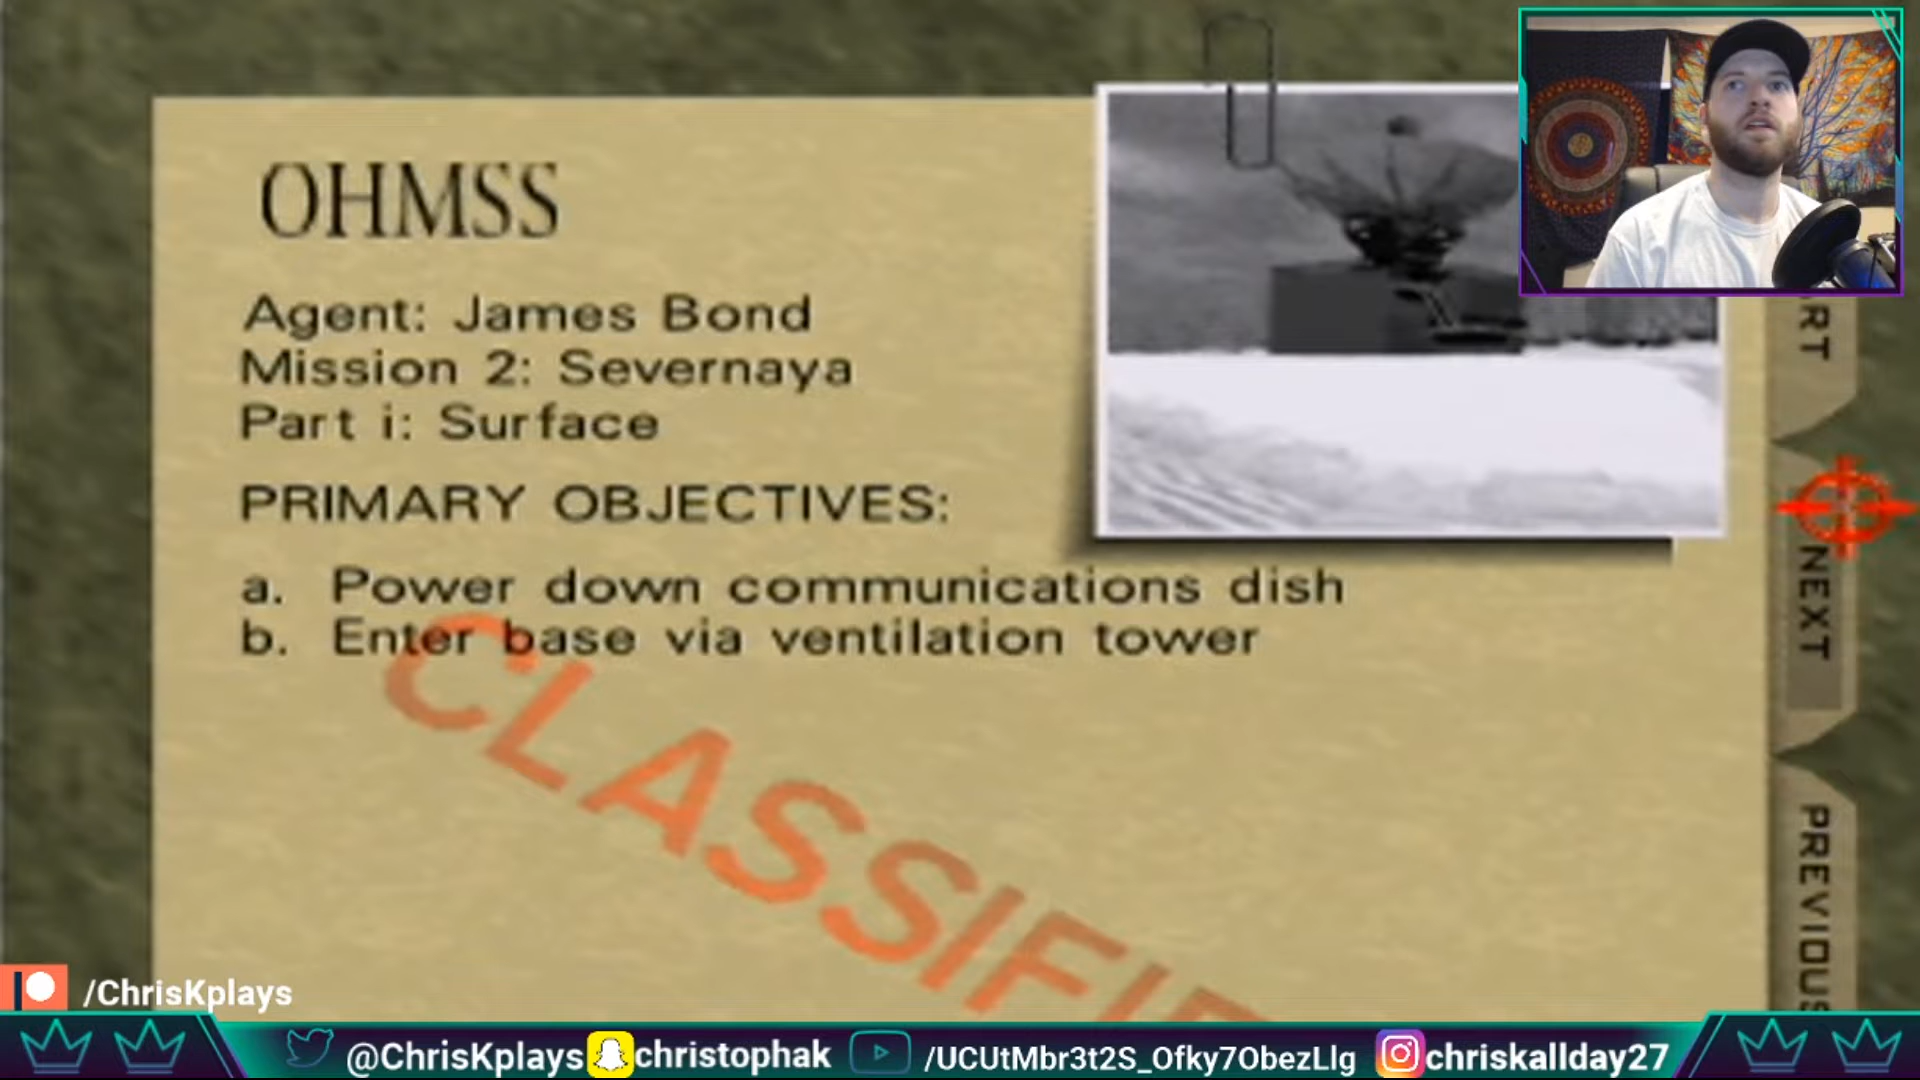 OHMSS
Agent: James Bond
Mission 2: Severnaya
Part i: Surface
PRIMARY OBJECTIVES:
a. Power down communications dish
b. Enter base via ventilation tower
CLASSIFI
RT
NEXT
PREVIOUS
/ChrisKplays
@ChrisKplays
christophak
/UCUtMbr3t2S_Ofky7ObezLlg
chriskallday27